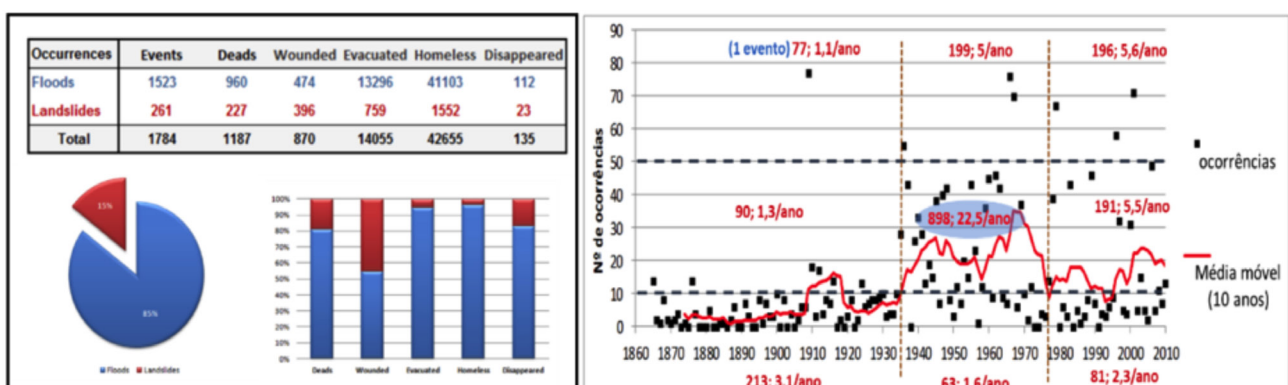 Occurrences Events Deads Wounded Evacuated Homeless Disappeared
Floods 1523 960 474 13296 41103 112
Landslides 261 227 396 759 1552 23
Total 1784 1187 870 14055 42655 135
15%
85%
Floods Landslides
100%
90%
80%
70%
60%
50%
40%
30%
20%
10%
0%
Deads Wounded Evacuated Homeless Disappeared
Nº de ocorrências
90
80
70
60
50
40
30
20
10
0
(1 evento) 77; 1,1/ano
199; 5/ano
196; 5,6/ano
90; 1,3/ano
898; 22,5/ano
191; 5,5/ano
1860 1870 1880 1890 1900 1910 1920 1930 1940 1950 1960 1970 1980 1990 2000 2010
213; 3,1/ano
63; 1,6/ano
81; 2,3/ano
ocorrências
Média móvel
(10 anos)